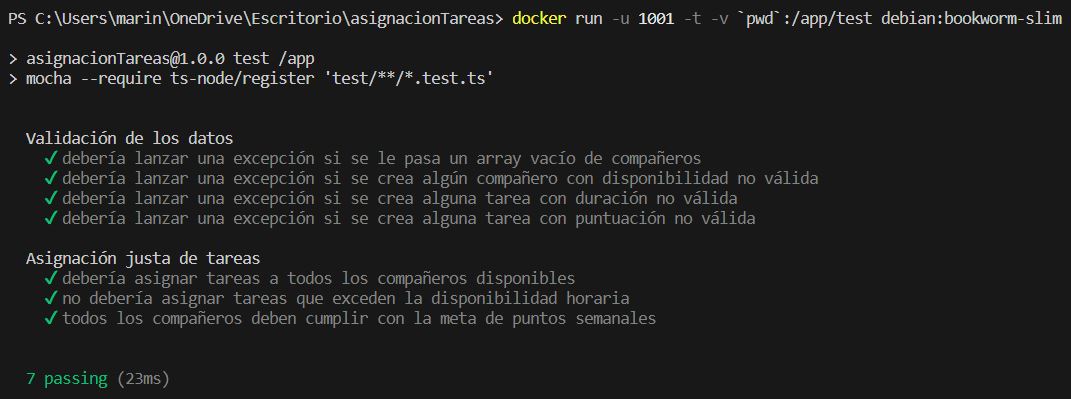 PS C:\Users\marin\OneDrive\Escritorio\asignacionTareas> docker run -u 1001 -t -v `pwd`:/app/test debian:bookworm-slim
> asignacionTareas@1.0.0 test /app
> mocha --require ts-node/register 'test/**/*.test.ts'
Validación de los datos
✓ debería lanzar una excepción si se le pasa un array vacío de compañeros
✓ debería lanzar una excepción si se crea algún compañero con disponibilidad no válida
✓ debería lanzar una excepción si se crea alguna tarea con duración no válida
✓ debería lanzar una excepción si se crea alguna tarea con puntuación no válida
Asignación justa de tareas
✓ debería asignar tareas a todos los compañeros disponibles
✓ no debería asignar tareas que exceden la disponibilidad horaria
✓ todos los compañeros deben cumplir con la meta de puntos semanales
7 passing (23ms)